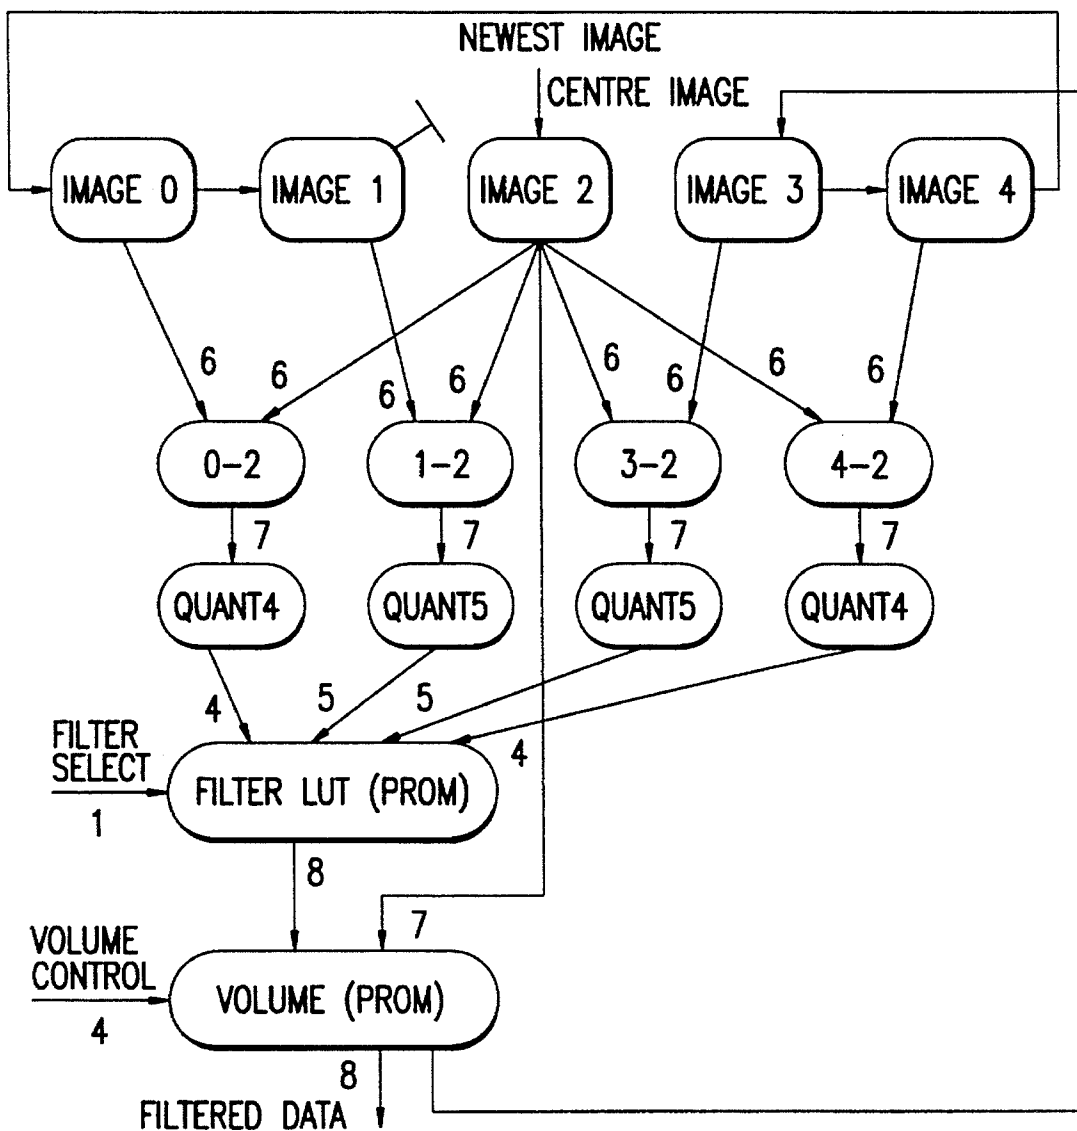 NEWEST IMAGE
CENTRE IMAGE
IMAGE 0
IMAGE 1
IMAGE 2
IMAGE 3
IMAGE 4
6
6
6
6
6
6
6
6
0-2
1-2
3-2
4-2
7
7
7
7
QUANT4
QUANT5
QUANT5
QUANT4
4
5
5
4
FILTER
SELECT
1
FILTER LUT (PROM)
8
7
VOLUME
CONTROL
4
VOLUME (PROM)
8
FILTERED DATA